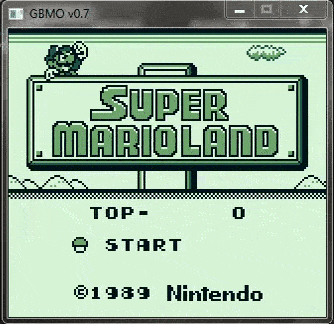 GBMO v0.7
SUPER
MARIOLAND
TOP- 0
START
©1989 Nintendo